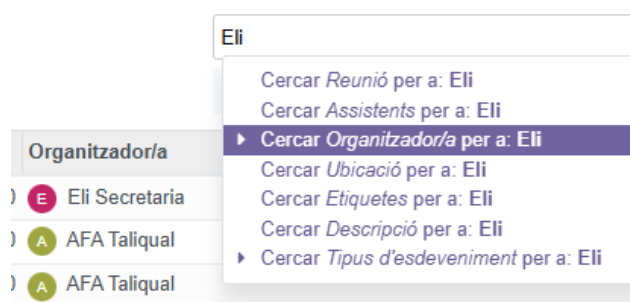 Eli
Cercar Reunió per a: Eli
Cercar Assistents per a: Eli
Cercar Organitzador/a per a: Eli
Cercar Ubicació per a: Eli
Cercar Etiquetes per a: Eli
Cercar Descripció per a: Eli
Cercar Tipus d'esdeveniment per a: Eli
Organitzador/a
E Eli Secretaria
A AFA Taliqual
A AFA Taliqual